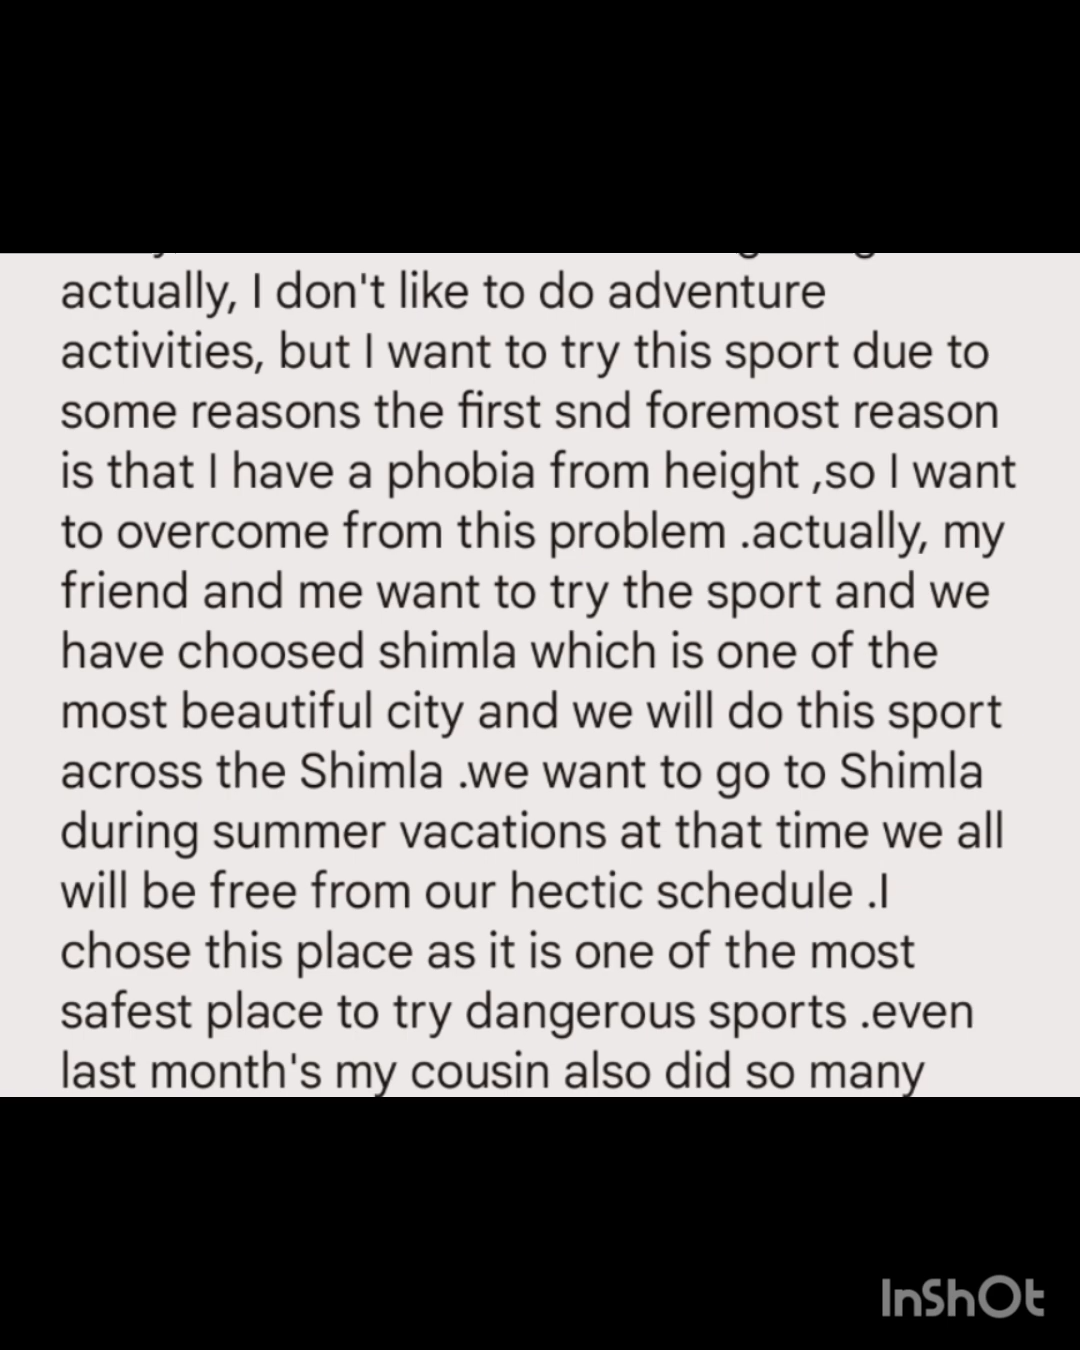 actually, I don't like to do adventure
activities, but I want to try this sport due to
some reasons the first snd foremost reason
is that I have a phobia from height ,so I want
to overcome from this problem .actually, my
friend and me want to try the sport and we
have choosed shimla which is one of the
most beautiful city and we will do this sport
across the Shimla .we want to go to Shimla
during summer vacations at that time we all
will be free from our hectic schedule .I
chose this place as it is one of the most
safest place to try dangerous sports .even
last month's my cousin also did so many
InShOt